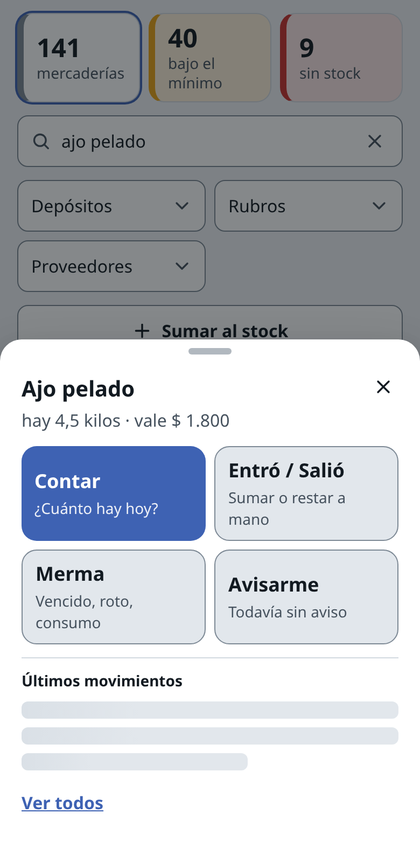 141
mercaderías
40
bajo el
mínimo
9
sin stock
ajo pelado
Depósitos
Rubros
Proveedores
Sumar al stock
Ajo pelado
hay 4,5 kilos · vale $ 1.800
Contar
¿Cuánto hay hoy?
Entró / Salió
Sumar o restar a
mano
Merma
Vencido, roto,
consumo
Avisarme
Todavía sin aviso
Últimos movimientos
Ver todos